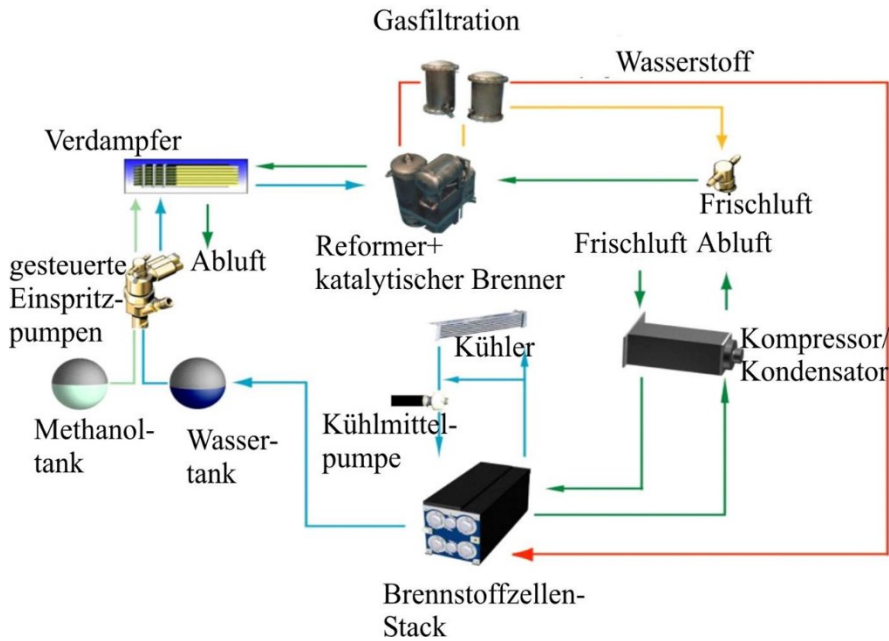 Gasfiltration
Wasserstoff
Verdampfer
Frischluft
Reformer+
katalytischer Brenner
Frischluft Abluft
gesteuerte
Einspritz-
pumpen
Abluft
Kühler
Kompressor/
Kondensator
Methanol-
tank
Wasser-
tank
Kühlmittel-
pumpe
Brennstoffzellen-
Stack